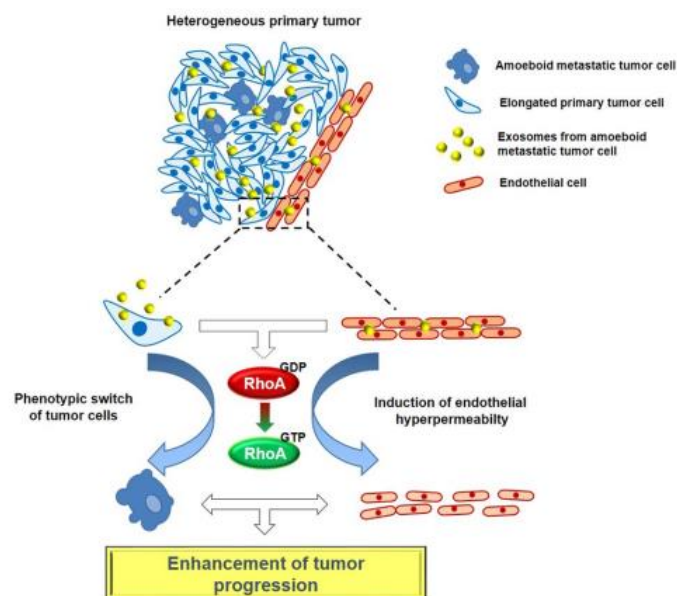 Heterogeneous primary tumor
Amoeboid metastatic tumor cell
Elongated primary tumor cell
Exosomes from amoeboid
metastatic tumor cell
Endothelial cell
GDP
RhoA
Phenotypic switch
of tumor cells
Induction of endothelial
hyperpermeabilty
GTP
RhoA
Enhancement of tumor
progression